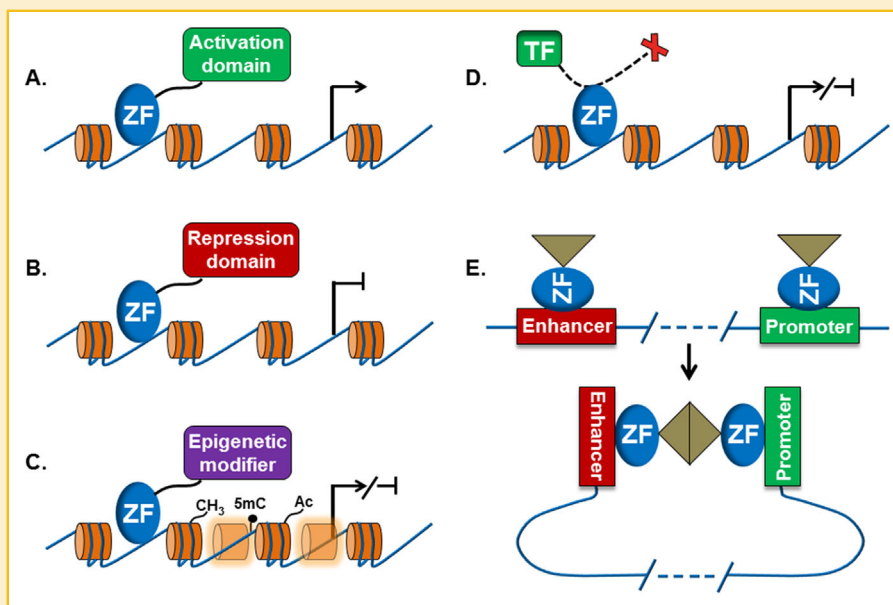 A.
Activation
domain
ZF
B.
Repression
domain
ZF
C.
Epigenetic
modifier
ZF
CH3
5mC
Ac
D.
TF
ZF
E.
ZF
ZF
Enhancer
Promoter
Enhancer
ZF
ZF
Promoter